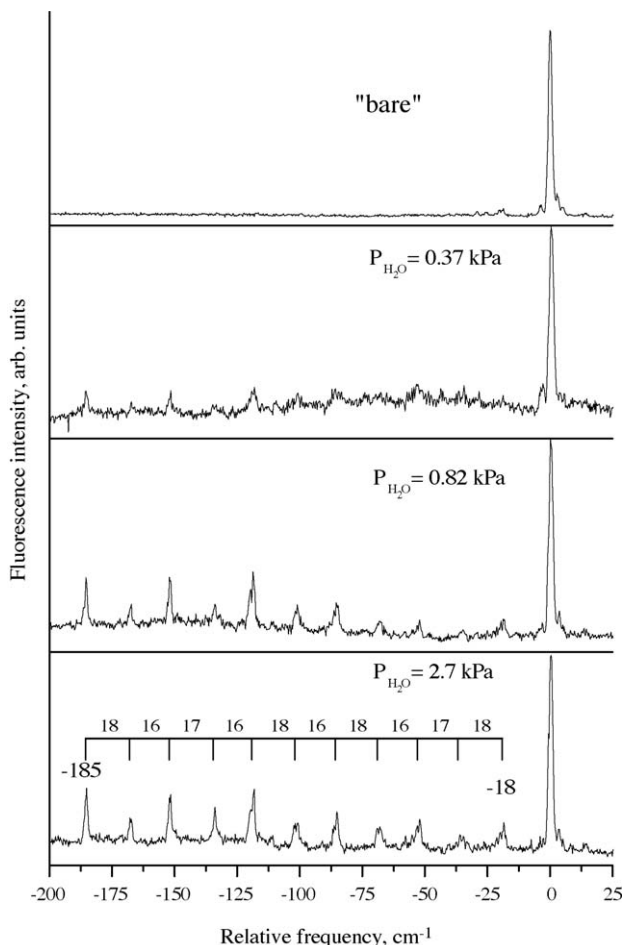 "bare"
P_H₂O = 0.37 kPa
P_H₂O = 0.82 kPa
P_H₂O = 2.7 kPa
18 16 17 16 18 16 18 16 17 18
-185
-18
-200 -175 -150 -125 -100 -75 -50 -25 0 25
Relative frequency, cm⁻¹
Fluorescence intensity, arb. units